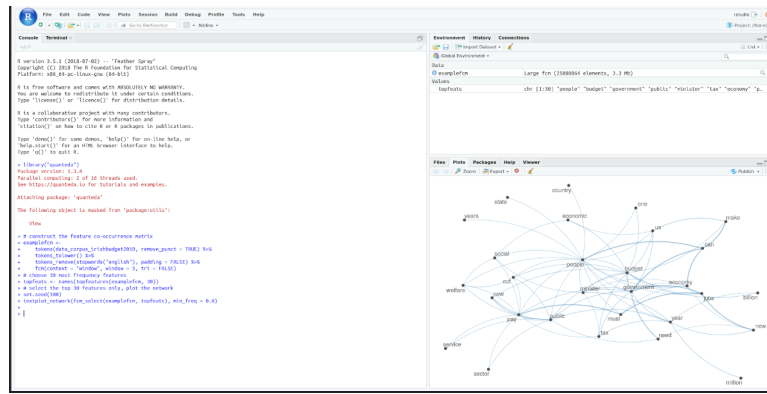 File Edit Code View Plots Session Build Debug Profile Tools Help
Go to file/function
Addins
Console Terminal
R version 3.5.1 (2018-07-02) -- "Feather Spray"
Copyright (C) 2018 The R Foundation for Statistical Computing
Platform: x86_64-pc-linux-gnu (64-bit)
R is free software and comes with ABSOLUTELY NO WARRANTY.
You are welcome to redistribute it under certain conditions.
Type 'license()' or 'licence()' for distribution details.
R is a collaborative project with many contributors.
Type 'contributors()' for more information and
'citation()' on how to cite R or R packages in publications.
Type 'demo()' for some demos, 'help()' for on-line help, or
'help.start()' for an HTML browser interface to help.
Type 'q()' to quit R.
> library("quanteda")
Package version: 1.3.4
Parallel computing: 2 of 16 threads used.
See https://quanteda.io for tutorials and examples.
Attaching package: 'quanteda'
The following object is masked from 'package:utils':
View
> # construct the feature co-occurrence matrix
> examplefcm <-
+ tokens(data_corpus_irishbudget2010, remove_punct = TRUE) %>%
+ tokens_tolower() %>%
+ tokens_remove(stopwords("english"), padding = FALSE) %>%
+ fcm(context = "window", window = 5, tri = FALSE)
> # choose 30 most frequency features
> topfeats <- names(topfeatures(examplefcm, 30))
> # select the top 30 features only, plot the network
> set.seed(100)
> textplot_network(fcm_select(examplefcm, topfeats), min_freq = 0.8)
>
>
Environment History Connections
Import Dataset
List
Global Environment
Data
examplefcm Large fcm (25000064 elements, 3.3 Mb)
Values
topfeats chr [1:30] "people" "budget" "government" "public" "minister" "tax" "economy" "p…
Files Plots Packages Help Viewer
Zoom Export Publish
country
state
one
years
economic
us
make
can
social
people
budget
cut
economy
welfare
minister
government
new
jobs
billion
pay
public
must
year
now
tax
need
service
sector
million